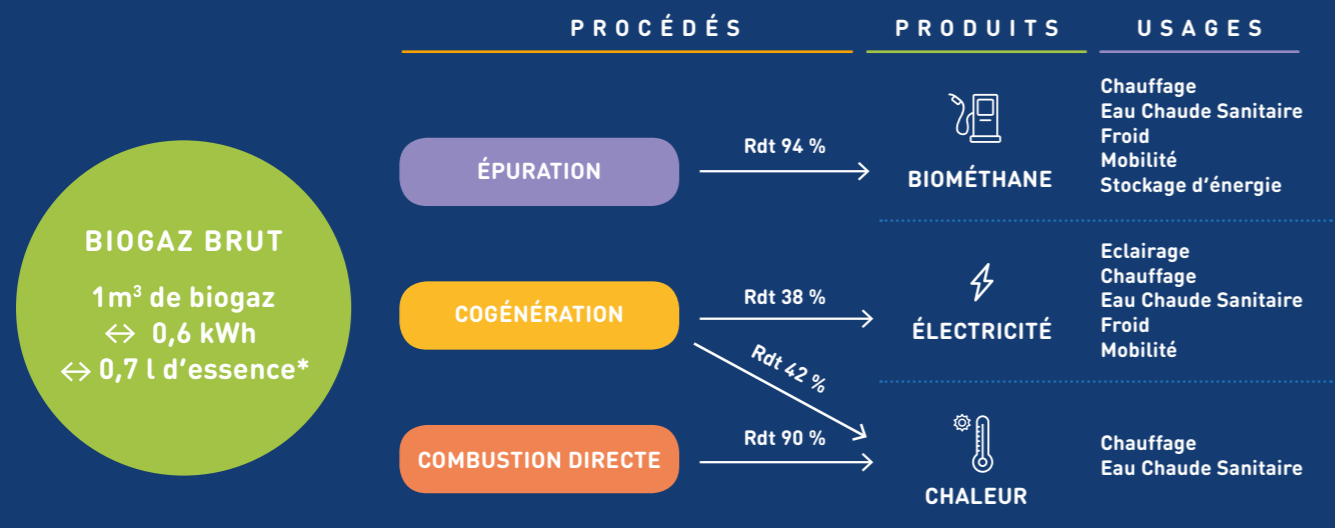 PROCÉDÉS
PRODUITS
USAGES
BIOGAZ BRUT
1m³ de biogaz
↔ 0,6 kWh
↔ 0,7 l d'essence*
ÉPURATION
Rdt 94 %
BIOMÉTHANE
Chauffage
Eau Chaude Sanitaire
Froid
Mobilité
Stockage d'énergie
COGÉNÉRATION
Rdt 38 %
Rdt 42 %
ÉLECTRICITÉ
Eclairage
Chauffage
Eau Chaude Sanitaire
Froid
Mobilité
COMBUSTION DIRECTE
Rdt 90 %
CHALEUR
Chauffage
Eau Chaude Sanitaire